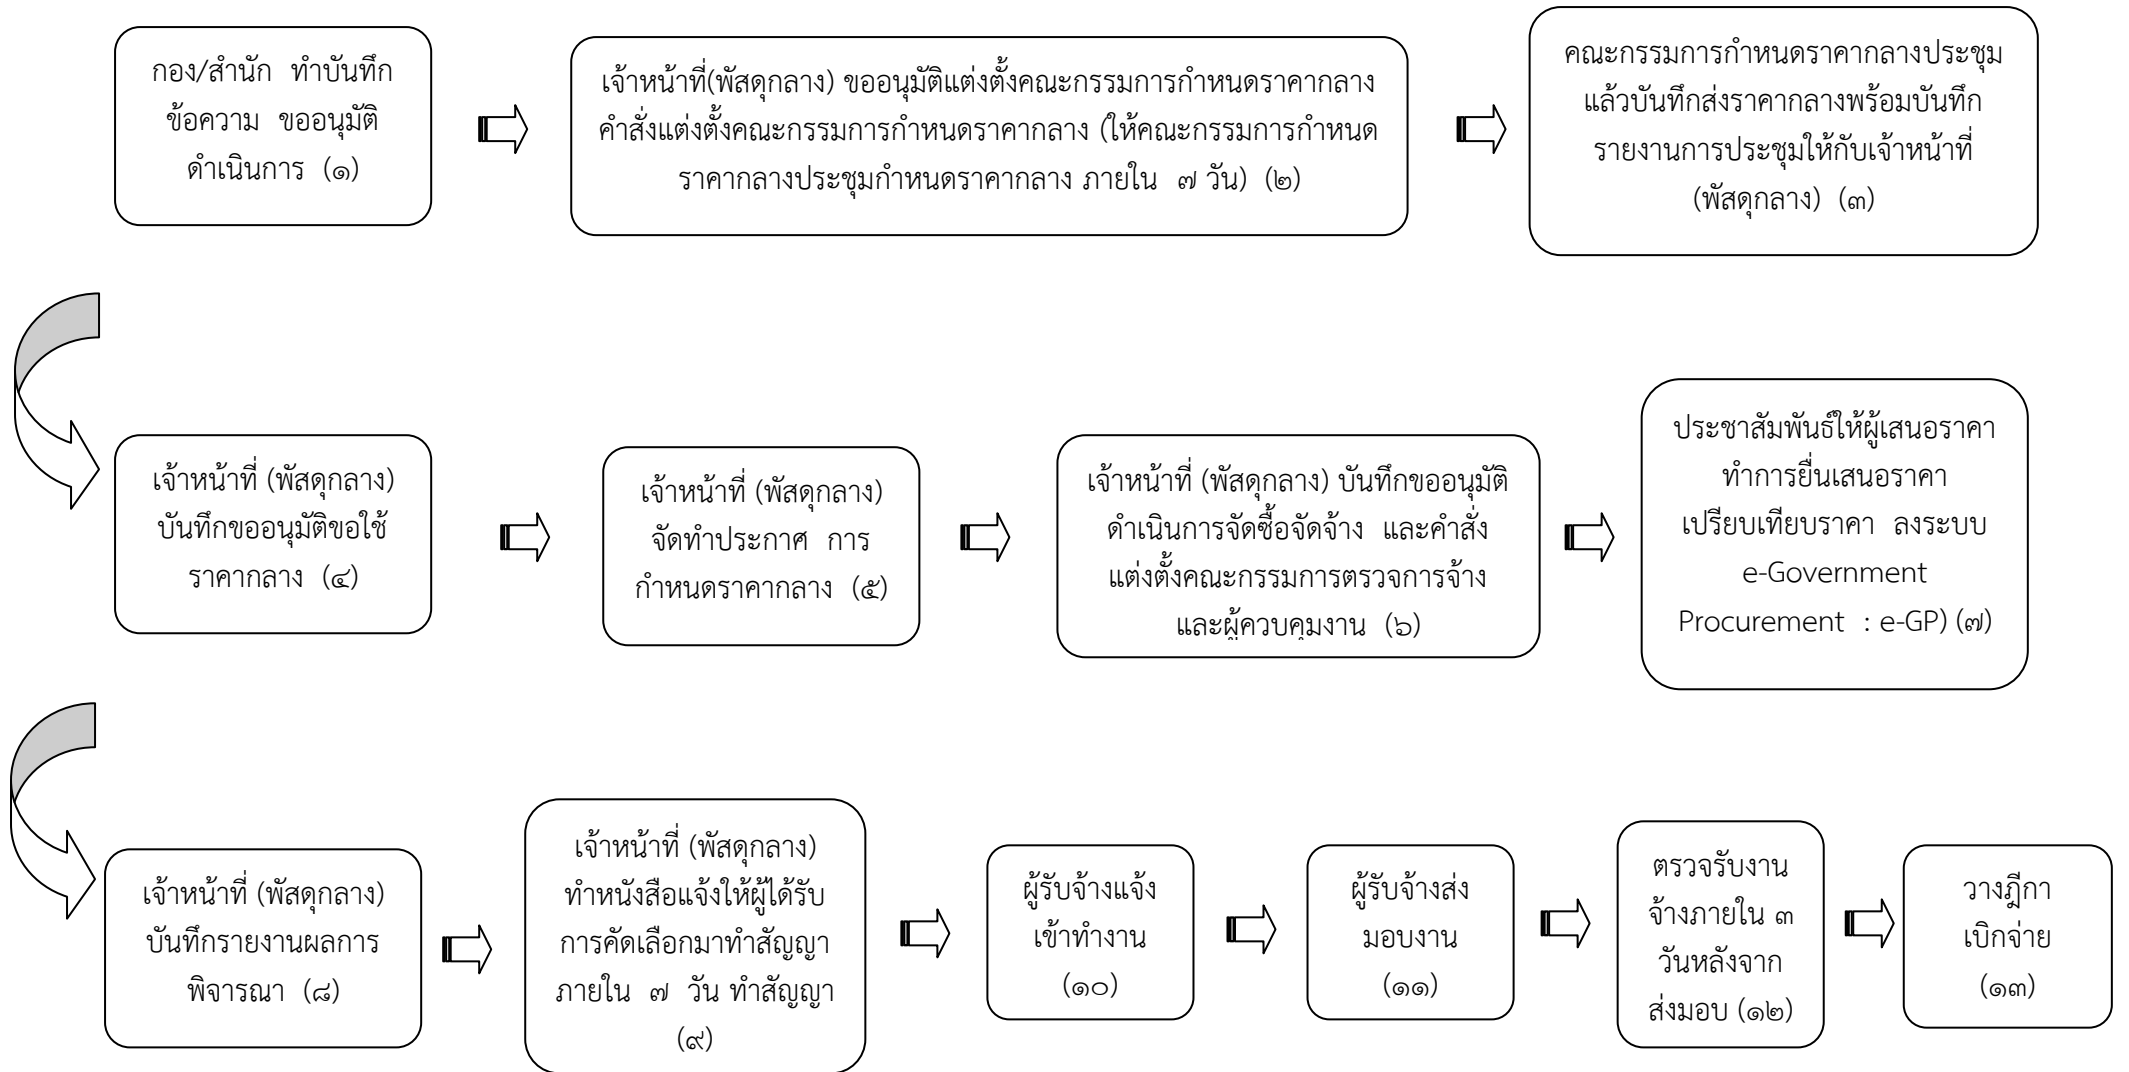 กอง/สำนัก ทำบันทึก
ข้อความ ขออนุมัติ
ดำเนินการ (๑)
เจ้าหน้าที่(พัสดุกลาง) ขออนุมัติแต่งตั้งคณะกรรมการกำหนดราคากลาง
คำสั่งแต่งตั้งคณะกรรมการกำหนดราคากลาง (ให้คณะกรรมการกำหนด
ราคากลางประชุมกำหนดราคากลาง ภายใน ๗ วัน) (๒)
คณะกรรมการกำหนดราคากลางประชุม
แล้วบันทึกส่งราคากลางพร้อมบันทึก
รายงานการประชุมให้กับเจ้าหน้าที่
(พัสดุกลาง) (๓)
เจ้าหน้าที่ (พัสดุกลาง)
บันทึกขออนุมัติขอใช้
ราคากลาง (๔)
เจ้าหน้าที่ (พัสดุกลาง)
จัดทำประกาศ การ
กำหนดราคากลาง (๕)
เจ้าหน้าที่ (พัสดุกลาง) บันทึกขออนุมัติ
ดำเนินการจัดซื้อจัดจ้าง และคำสั่ง
แต่งตั้งคณะกรรมการตรวจการจ้าง
และผู้ควบคุมงาน (๖)
ประชาสัมพันธ์ให้ผู้เสนอราคา
ทำการยื่นเสนอราคา
เปรียบเทียบราคา ลงระบบ
e-Government
Procurement : e-GP) (๗)
เจ้าหน้าที่ (พัสดุกลาง)
บันทึกรายงานผลการ
พิจารณา (๘)
เจ้าหน้าที่ (พัสดุกลาง)
ทำหนังสือแจ้งให้ผู้ได้รับ
การคัดเลือกมาทำสัญญา
ภายใน ๗ วัน ทำสัญญา
(๙)
ผู้รับจ้างแจ้ง
เข้าทำงาน
(๑๐)
ผู้รับจ้างส่ง
มอบงาน
(๑๑)
ตรวจรับงาน
จ้างภายใน ๓
วันหลังจาก
ส่งมอบ (๑๒)
วางฎีกา
เบิกจ่าย
(๑๓)